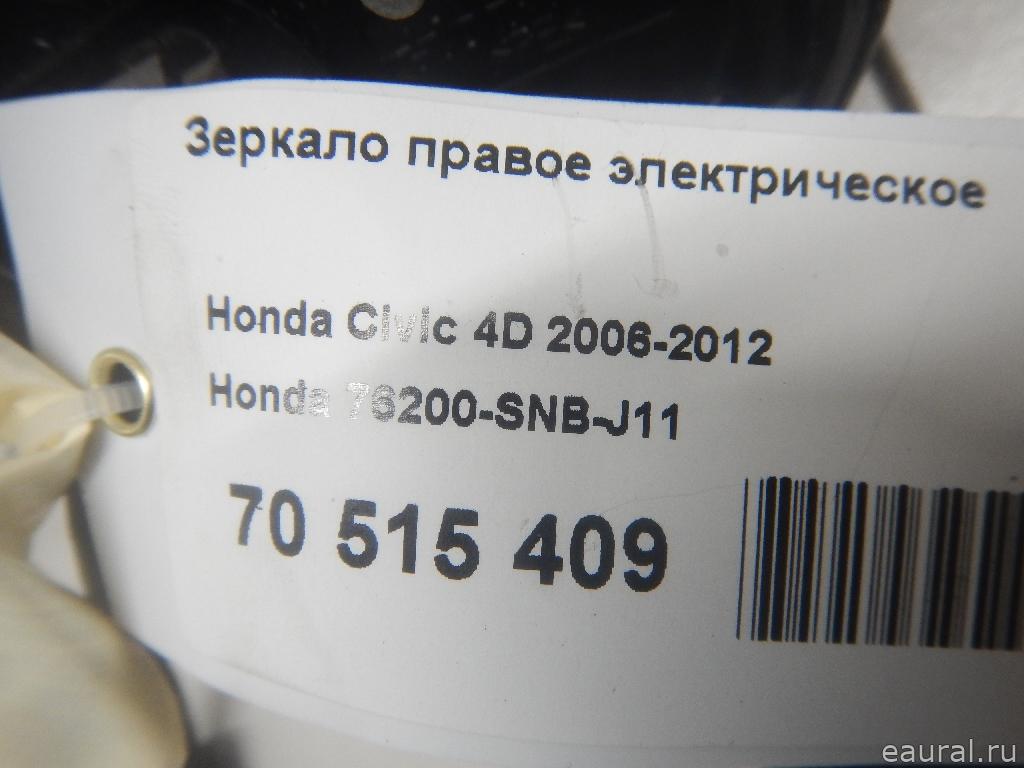 Зеркало правое электрическое
Honda Civic 4D 2006-2012
Honda 76200-SNB-J11
70 515 409
eaural.ru